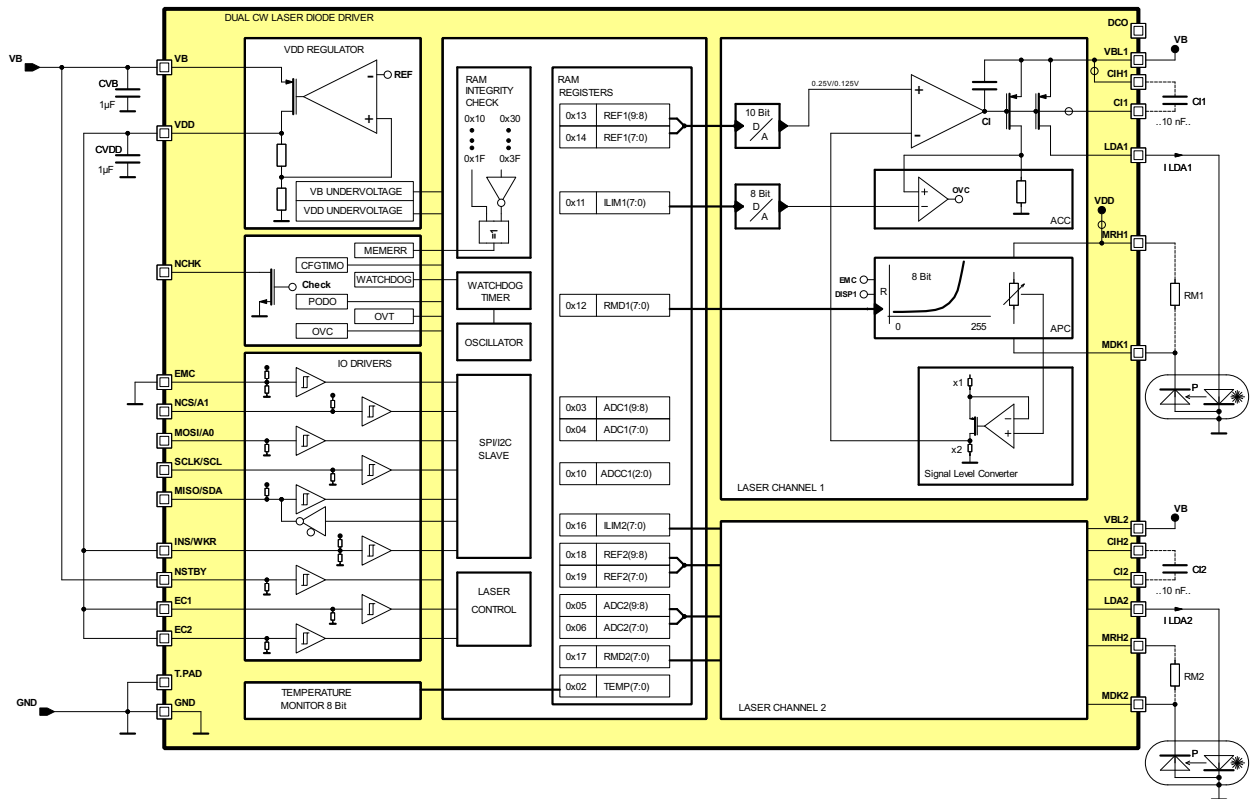 DUAL CW LASER DIODE DRIVER
VB
CVB
1µF
CVDD
1µF
GND
VB
VDD
NCHK
EMC
NCS/A1
MOSI/A0
SCLK/SCL
MISO/SDA
INS/WKR
NSTBY
EC1
EC2
T.PAD
GND
VDD REGULATOR
REF
VB UNDERVOLTAGE
VDD UNDERVOLTAGE
MEMERR
CFGTIMO
WATCHDOG
Check
PODO
OVT
OVC
IO DRIVERS
TEMPERATURE
MONITOR 8 Bit
RAM
INTEGRITY
CHECK
0x10 0x30
0x1F 0x3F
WATCHDOG
TIMER
OSCILLATOR
SPI/I2C
SLAVE
LASER
CONTROL
RAM
REGISTERS
0x13 REF1(9:8)
0x14 REF1(7:0)
0x11 ILIM1(7:0)
0x12 RMD1(7:0)
0x03 ADC1(9:8)
0x04 ADC1(7:0)
0x10 ADCC1(2:0)
0x16 ILIM2(7:0)
0x18 REF2(9:8)
0x19 REF2(7:0)
0x05 ADC2(9:8)
0x06 ADC2(7:0)
0x17 RMD2(7:0)
0x02 TEMP(7:0)
10 Bit
D
A
8 Bit
D
A
0.25V/0.125V
+
−
CI
+
−
OVC
ACC
EMC
DISP1
R
8 Bit
0 255
APC
x1
x2
−
+
Signal Level Converter
LASER CHANNEL 1
LASER CHANNEL 2
VDD
DCO
VBL1
CIH1
CI1
LDA1
MRH1
MDK1
VBL2
CIH2
CI2
LDA2
MRH2
MDK2
VB
CI1
..10 nF..
I LDA1
RM1
P
VB
CI2
..10 nF..
I LDA2
RM2
P